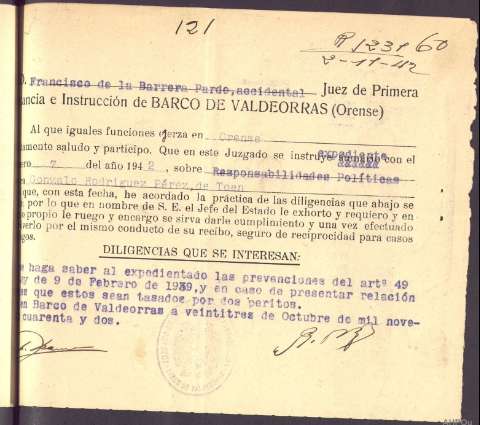 121
R 1231 60
2-11-42
D. Francisco de la Barrera Pardo,accidental Juez de Primera
ancia e Instrucción de BARCO DE VALDEORRAS (Orense)
Al que iguales funciones ejerza en Orense
amente saludo y participo. Que en este Juzgado se instruye expediente con el
ero 7 del año 1942, sobre Responsabilidades Políticas
Gonzalo Rodriguez Pérez, de Toen
que, con esta fecha, he acordado la práctica de las diligencias que abajo se
por lo que en nombre de S. E. el Jefe del Estado le exhorto y requiero y en
propio le ruego y encargo se sirva darle cumplimiento y una vez efectuado
verlo por el mismo conducto de su recibo, seguro de reciprocidad para casos
gos.
DILIGENCIAS QUE SE INTERESAN:
e haga saber al expedientado las prevenciones del artº 49
ey de 9 de Febrero de 1939,y en caso de presentar relación
es que estos sean tasados por dos peritos.
Barco de Valdeorras a veintitres de Octubre de mil nove-
cuarenta y dos.